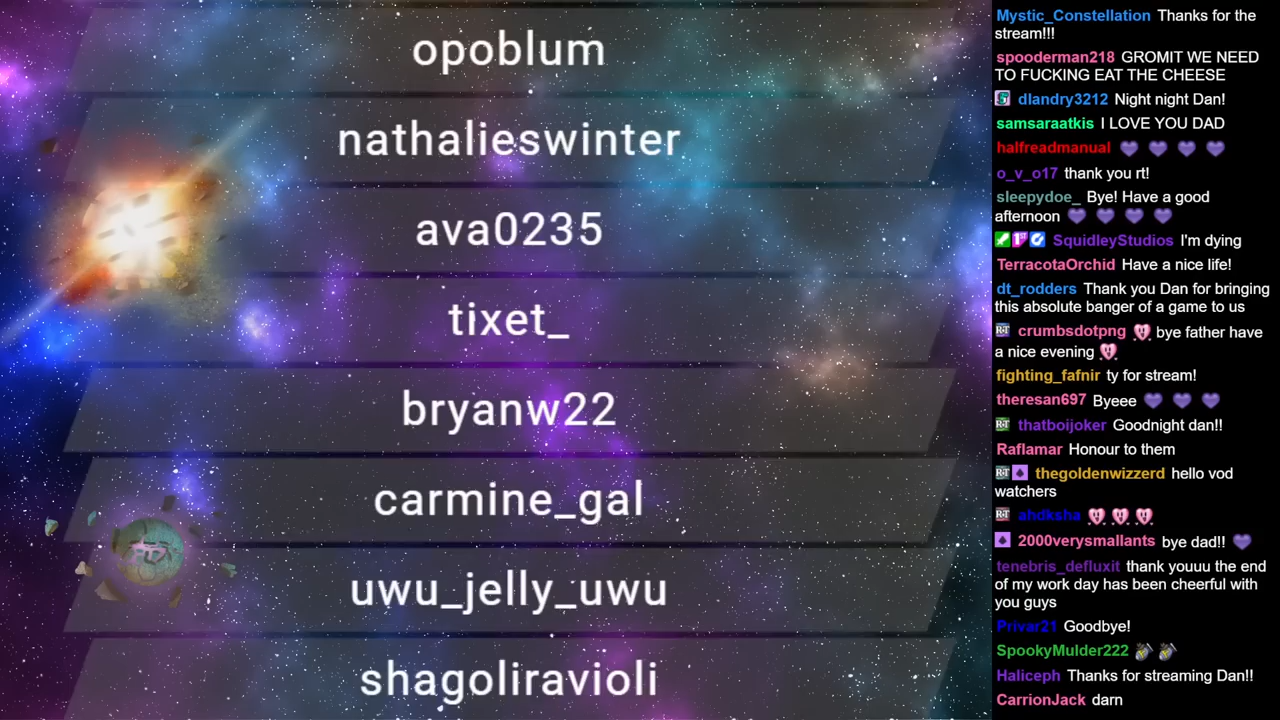 opoblum
nathalieswinter
ava0235
tixet_
bryanw22
carmine_gal
uwu_jelly_uwu
shagoliravioli
Mystic_Constellation Thanks for the
stream!!!
spooderman218 GROMIT WE NEED
TO FUCKING EAT THE CHEESE
dlandry3212 Night night Dan!
samsaraatkis I LOVE YOU DAD
halfreadmanual
o_v_o17 thank you rt!
sleepydoe_ Bye! Have a good
afternoon
SquidleyStudios I'm dying
TerracotaOrchid Have a nice life!
dt_rodders Thank you Dan for bringing
this absolute banger of a game to us
crumbsdotpng bye father have
a nice evening
fighting_fafnir ty for stream!
theresan697 Byeee
thatboijoker Goodnight dan!!
Raflamar Honour to them
thegoldenwizzerd hello vod
watchers
ahdksha
2000verysmallants bye dad!!
tenebris_defluxit thank youuu the end
of my work day has been cheerful with
you guys
Privar21 Goodbye!
SpookyMulder222
Haliceph Thanks for streaming Dan!!
CarrionJack darn